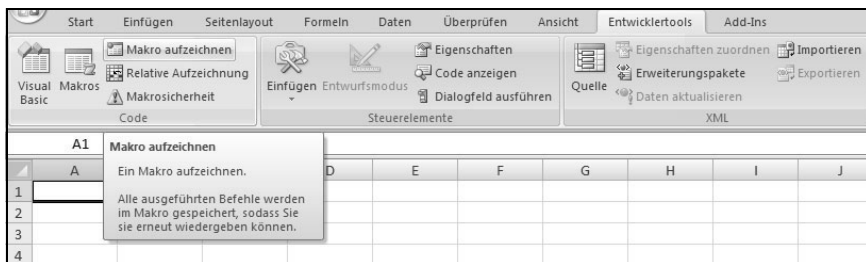 Start Einfügen Seitenlayout Formeln Daten Überprüfen Ansicht Entwicklertools Add-Ins
Visual Basic
Makros
Makro aufzeichnen
Relative Aufzeichnung
Makrosicherheit
Code
Einfügen
Entwurfsmodus
Eigenschaften
Code anzeigen
Dialogfeld ausführen
Steuerelemente
Quelle
Eigenschaften zuordnen
Erweiterungspakete
Daten aktualisieren
Importieren
Exportieren
XML
A1
Makro aufzeichnen
Ein Makro aufzeichnen.
Alle ausgeführten Befehle werden
im Makro gespeichert, sodass Sie
sie erneut wiedergeben können.
A D E F G H I J
1
2
3
4